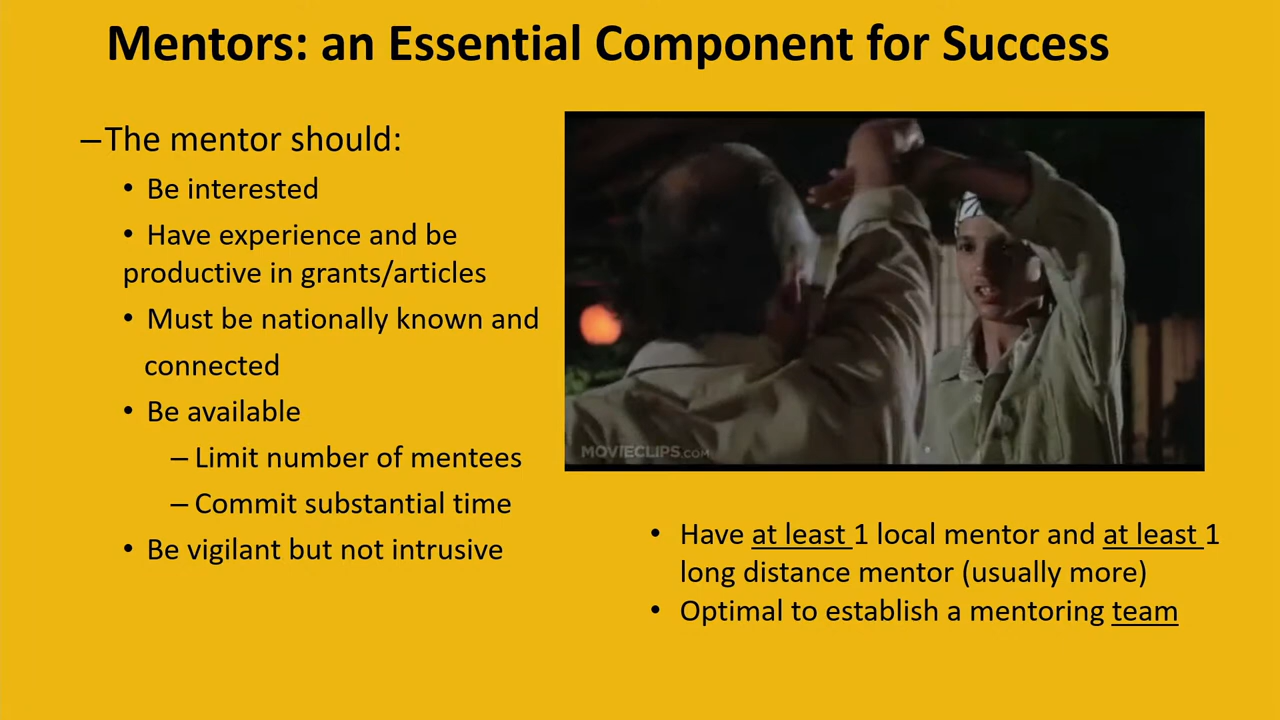 Mentors: an Essential Component for Success
–The mentor should:
• Be interested
• Have experience and be
productive in grants/articles
• Must be nationally known and
connected
• Be available
– Limit number of mentees
– Commit substantial time
• Be vigilant but not intrusive
MOVIECLIPS.COM
• Have at least 1 local mentor and at least 1
long distance mentor (usually more)
• Optimal to establish a mentoring team